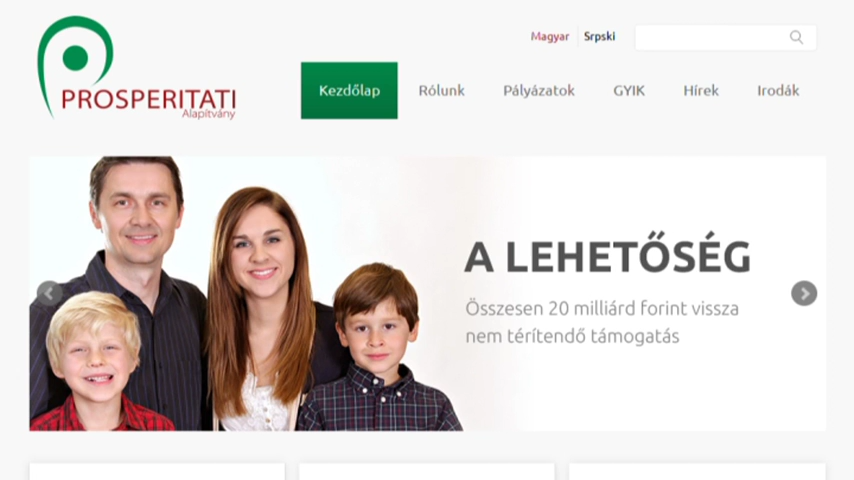 Magyar Srpski
PROSPERITATI
Alapítvány
Kezdőlap Rólunk Pályázatok GYIK Hírek Irodák
A LEHETŐSÉG
Összesen 20 milliárd forint vissza
nem térítendő támogatás